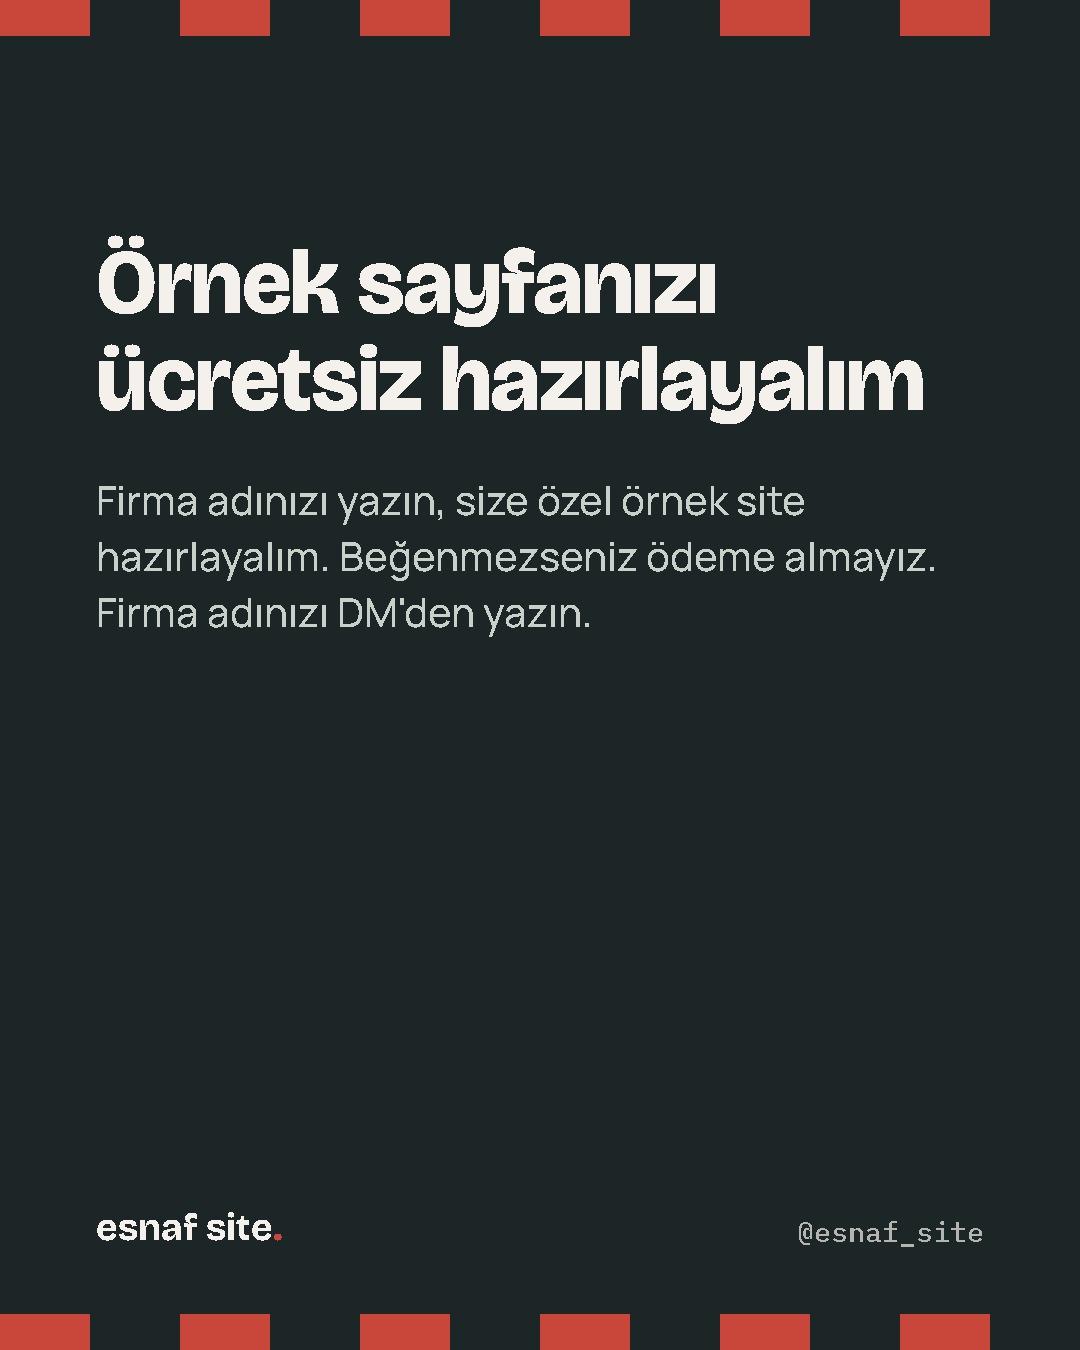 Örnek sayfanızı
ücretsiz hazırlayalım
Firma adınızı yazın, size özel örnek site
hazırlayalım. Beğenmezseniz ödeme almayız.
Firma adınızı DM'den yazın.
esnaf site.
@esnaf_site